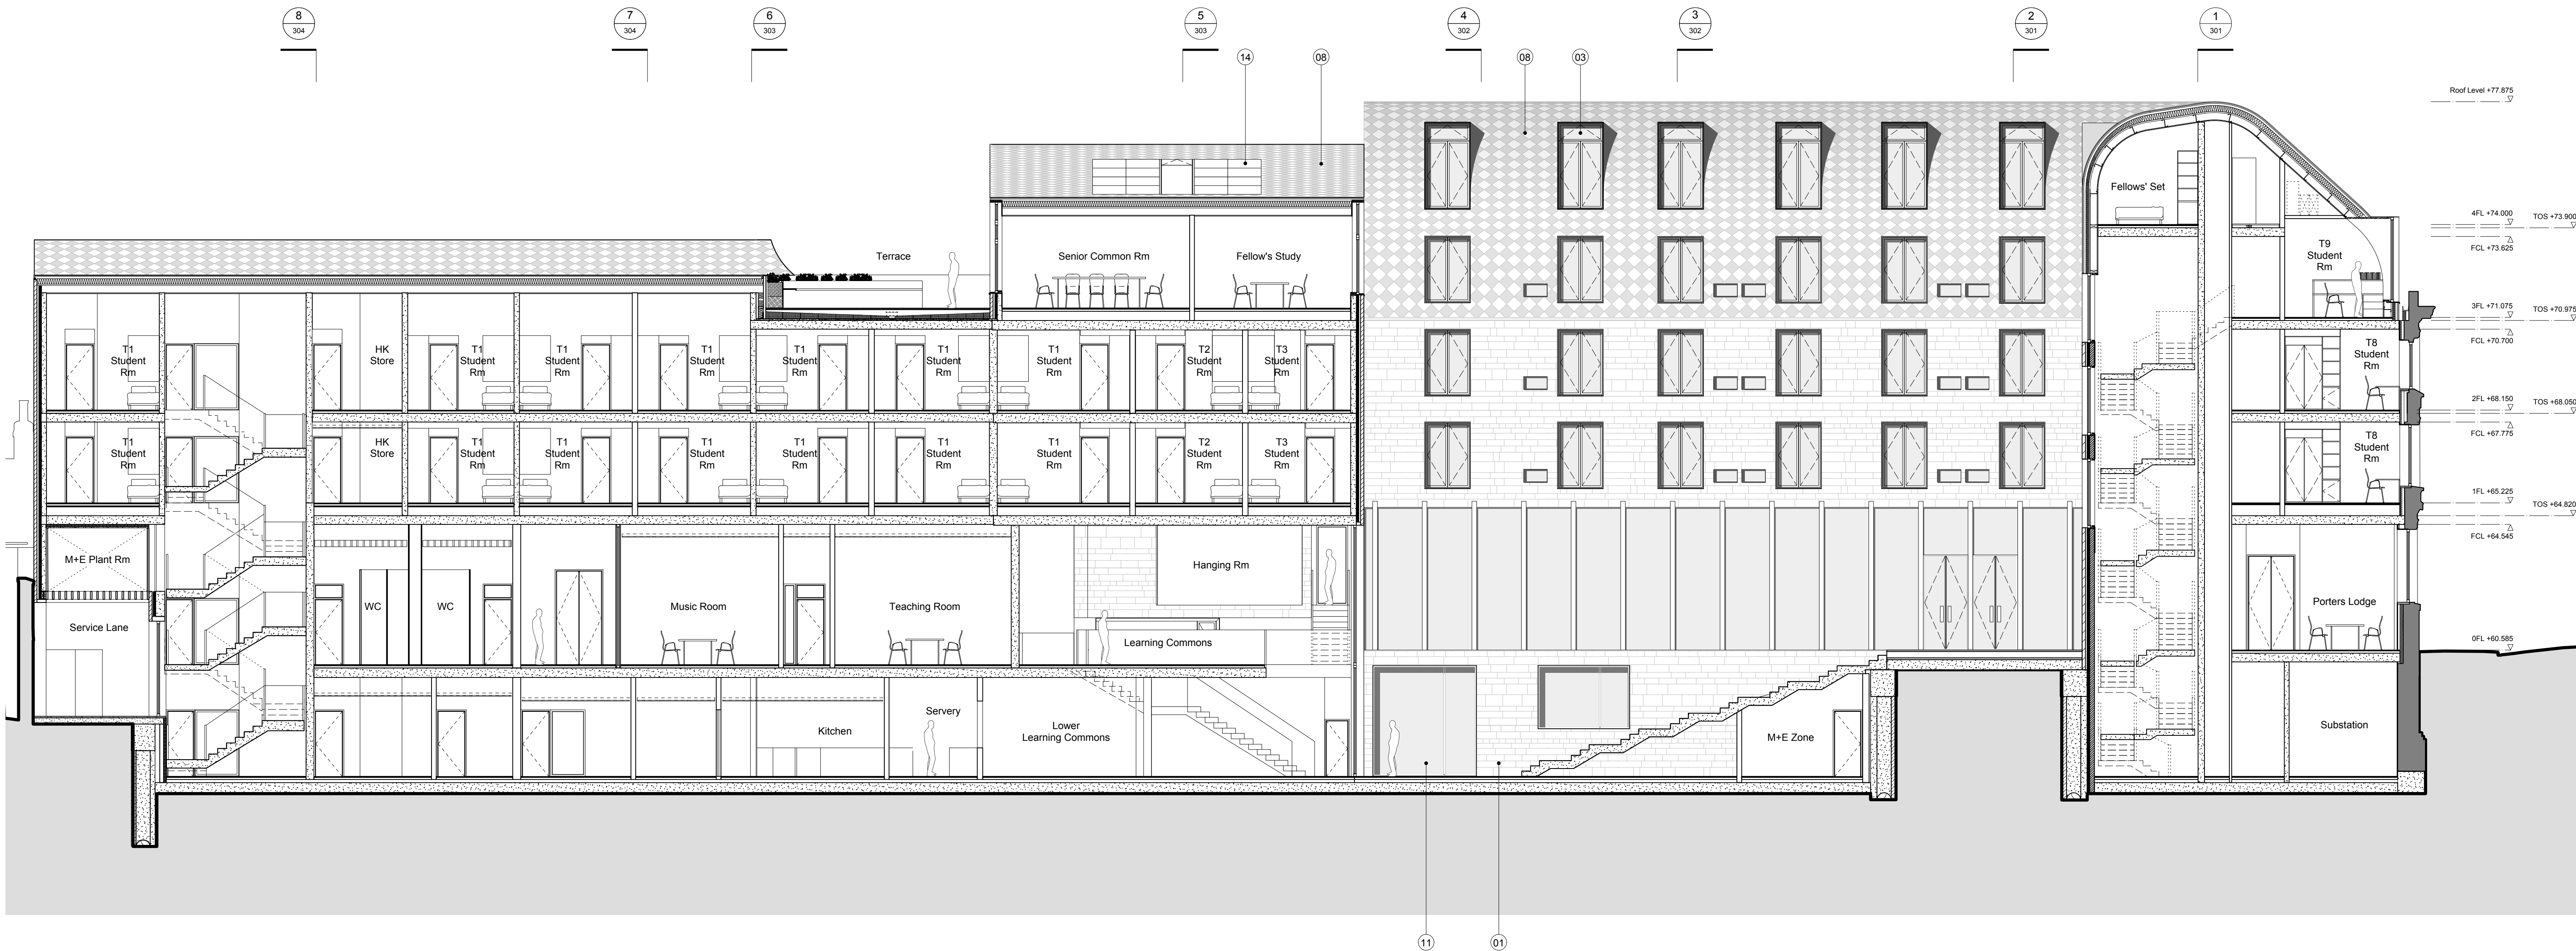 8
304
7
304
6
303
5
303
4
302
3
302
2
301
1
301
14
08
08
03
Roof Level +77.875
Fellows' Set
4FL +74.000
TOS +73.900
FCL +73.625
Terrace
Senior Common Rm
Fellow's Study
T9
Student
Rm
3FL +71.075
TOS +70.975
FCL +70.700
T1
Student
Rm
HK
Store
T1
Student
Rm
T1
Student
Rm
T1
Student
Rm
T1
Student
Rm
T1
Student
Rm
T1
Student
Rm
T2
Student
Rm
T3
Student
Rm
T8
Student
Rm
2FL +68.150
TOS +68.050
FCL +67.775
T1
Student
Rm
HK
Store
T1
Student
Rm
T1
Student
Rm
T1
Student
Rm
T1
Student
Rm
T1
Student
Rm
T1
Student
Rm
T2
Student
Rm
T3
Student
Rm
T8
Student
Rm
1FL +65.225
TOS +64.820
FCL +64.545
M+E Plant Rm
Hanging Rm
WC
WC
Music Room
Teaching Room
Porters Lodge
Service Lane
Learning Commons
0FL +60.585
Servery
Kitchen
Lower
Learning Commons
M+E Zone
Substation
11
01